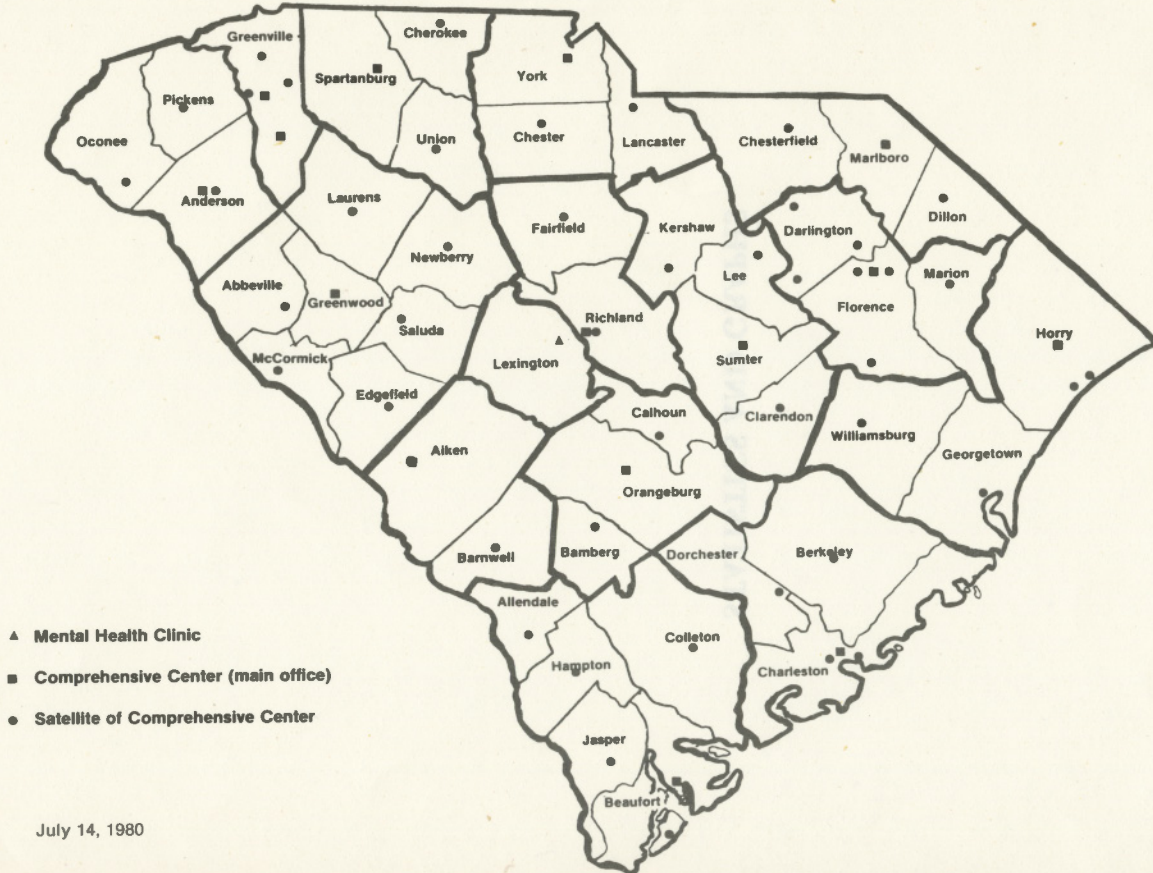 Greenville
Cherokee
Spartanburg
York
Pickens
Oconee
Union
Chester
Lancaster
Chesterfield
Marlboro
Anderson
Laurens
Fairfield
Kershaw
Darlington
Dillon
Newberry
Lee
Marion
Abbeville
Greenwood
Saluda
Richland
Florence
Horry
McCormick
Lexington
Sumter
Edgefield
Calhoun
Clarendon
Williamsburg
Aiken
Georgetown
Orangeburg
Barnwell
Bamberg
Dorchester
Berkeley
Allendale
Colleton
Hampton
Charleston
Jasper
Beaufort
▲ Mental Health Clinic
■ Comprehensive Center (main office)
● Satellite of Comprehensive Center
July 14, 1980